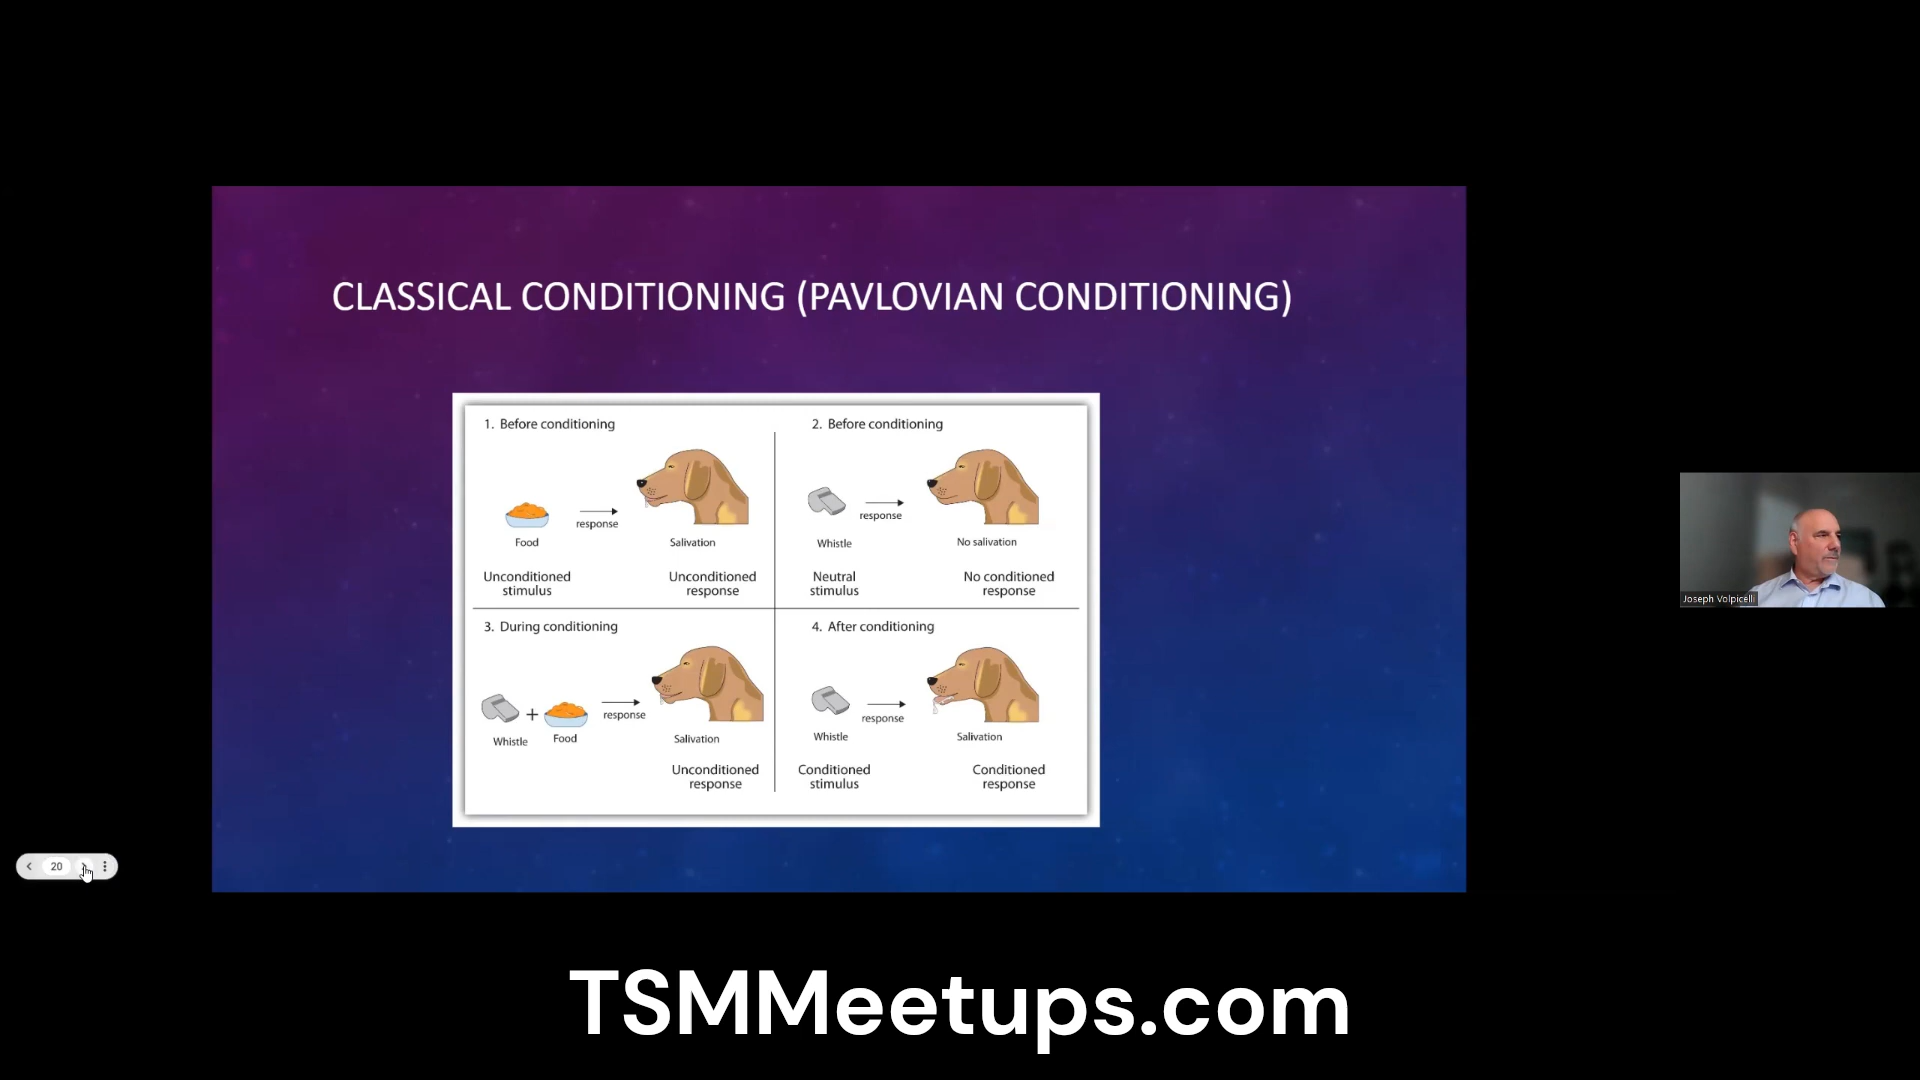 CLASSICAL CONDITIONING (PAVLOVIAN CONDITIONING)
1. Before conditioning
response
Food
Salivation
Unconditioned
stimulus
Unconditioned
response
2. Before conditioning
response
Whistle
No salivation
Neutral
stimulus
No conditioned
response
3. During conditioning
+
response
Whistle
Food
Salivation
Unconditioned
response
4. After conditioning
response
Whistle
Salivation
Conditioned
stimulus
Conditioned
response
Joseph Volpicelli
20
TSMMeetups.com